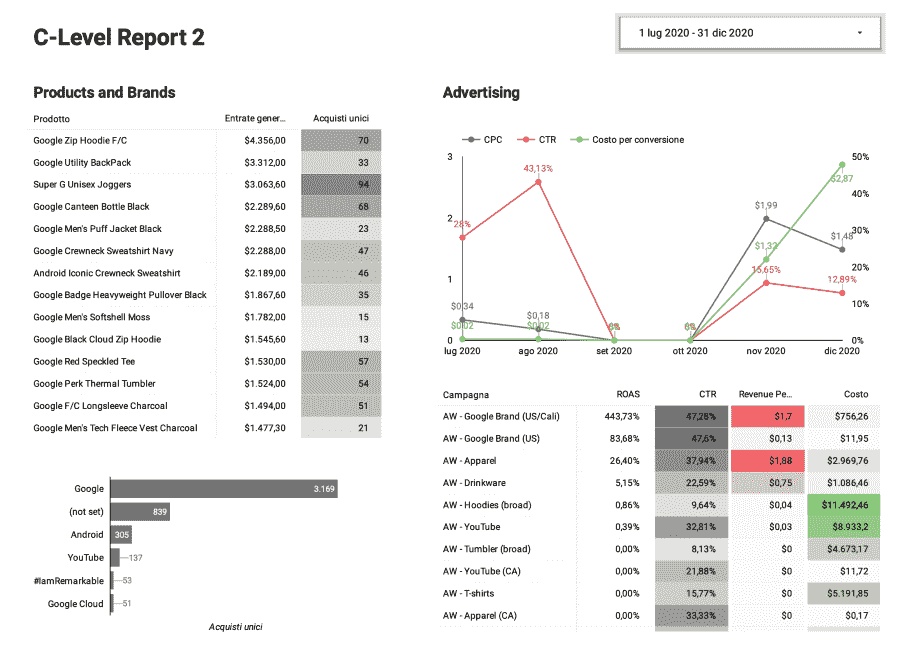 C-Level Report 2
1 lug 2020 - 31 dic 2020
Products and Brands
Prodotto Entrate gener... Acquisti unici
Google Zip Hoodie F/C $4.356,00 70
Google Utility BackPack $3.312,00 33
Super G Unisex Joggers $3.063,60 94
Google Canteen Bottle Black $2.289,60 68
Google Men's Puff Jacket Black $2.288,50 23
Google Crewneck Sweatshirt Navy $2.288,00 47
Android Iconic Crewneck Sweatshirt $2.189,00 46
Google Badge Heavyweight Pullover Black $1.867,60 35
Google Men's Softshell Moss $1.782,00 15
Google Black Cloud Zip Hoodie $1.545,60 13
Google Red Speckled Tee $1.530,00 57
Google Perk Thermal Tumbler $1.524,00 54
Google F/C Longsleeve Charcoal $1.494,00 51
Google Men's Tech Fleece Vest Charcoal $1.477,30 21
Google 3.169
(not set) 839
Android 305
YouTube 137
#IamRemarkable 53
Google Cloud 51
Acquisti unici
Advertising
CPC CTR Costo per conversione
3 50%
43,13%
$2,87
40%
2 $1,99
28% 30%
$1,48
$1,32
20%
1 15,65%
12,89%
10%
$0,34
$0,18
$0,02 $0,02 0% 0%
0 0%
lug 2020 ago 2020 set 2020 ott 2020 nov 2020 dic 2020
Campagna ROAS CTR Revenue Pe... Costo
AW - Google Brand (US/Cali) 443,73% 47,28% $1,7 $756,26
AW - Google Brand (US) 83,68% 47,6% $0,13 $11,95
AW - Apparel 26,40% 37,94% $1,88 $2.969,76
AW - Drinkware 5,15% 22,59% $0,75 $1.086,46
AW - Hoodies (broad) 0,86% 9,64% $0,04 $11.492,46
AW - YouTube 0,39% 32,81% $0,03 $8.933,2
AW - Tumbler (broad) 0,00% 8,13% $0 $4.673,17
AW - YouTube (CA) 0,00% 21,88% $0 $11,72
AW - T-shirts 0,00% 15,77% $0 $5.191,85
AW - Apparel (CA) 0,00% 33,33% $0 $0,17